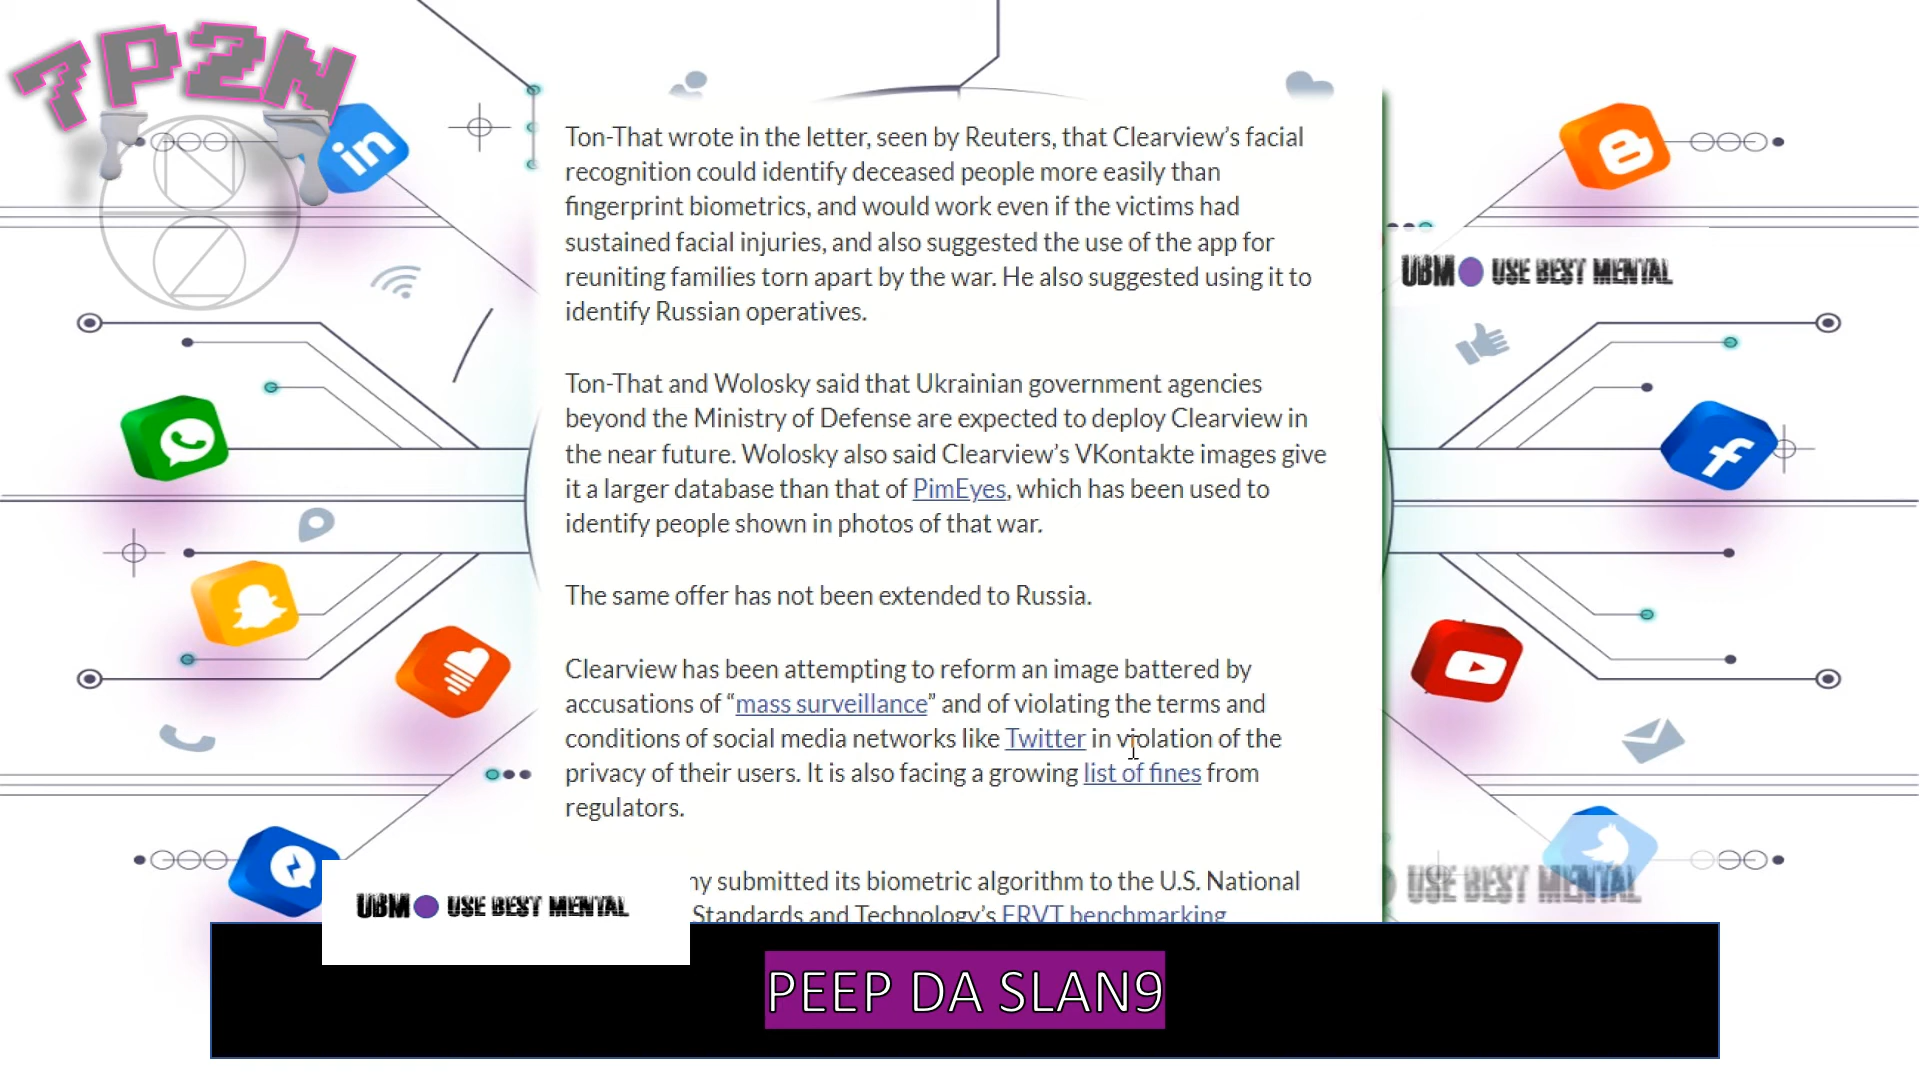 7P2N
Ton-That wrote in the letter, seen by Reuters, that Clearview’s facial
recognition could identify deceased people more easily than
fingerprint biometrics, and would work even if the victims had
sustained facial injuries, and also suggested the use of the app for
reuniting families torn apart by the war. He also suggested using it to
identify Russian operatives.
UBM USE BEST MENTAL
Ton-That and Wolosky said that Ukrainian government agencies
beyond the Ministry of Defense are expected to deploy Clearview in
the near future. Wolosky also said Clearview’s VKontakte images give
it a larger database than that of PimEyes, which has been used to
identify people shown in photos of that war.
The same offer has not been extended to Russia.
Clearview has been attempting to reform an image battered by
accusations of “mass surveillance” and of violating the terms and
conditions of social media networks like Twitter in violation of the
privacy of their users. It is also facing a growing list of fines from
regulators.
submitted its biometric algorithm to the U.S. National
Standards and Technology’s FRVT benchmarking
UBM USE BEST MENTAL
USE BEST MENTAL
in
PEEP DA SLAN9